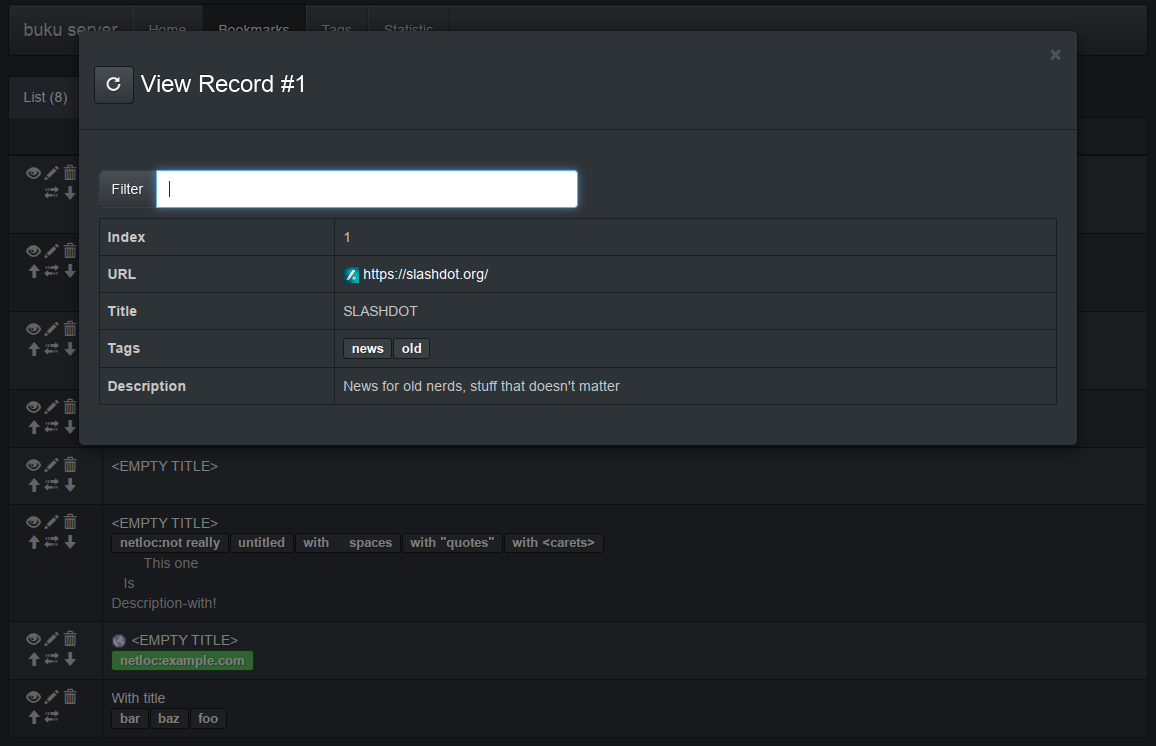 buku server Home Bookmarks Tags Statistic
×
View Record #1
List (8)
Filter
Index 1
URL https://slashdot.org/
Title SLASHDOT
Tags news old
Description News for old nerds, stuff that doesn't matter
<EMPTY TITLE>
<EMPTY TITLE>
netloc:not really untitled with    spaces with "quotes" with <carets>
This one
Is
Description-with!
<EMPTY TITLE>
netloc:example.com
With title
bar baz foo